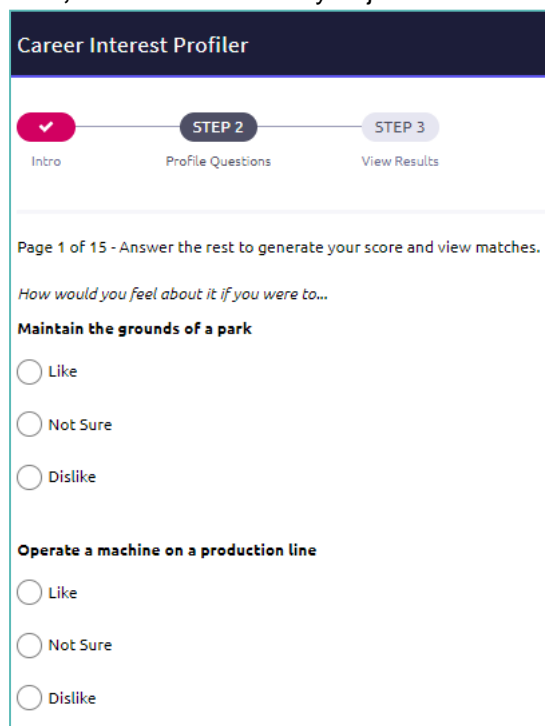 Career Interest Profiler
STEP 2
STEP 3
Intro
Profile Questions
View Results
Page 1 of 15 - Answer the rest to generate your score and view matches.
How would you feel about it if you were to...
Maintain the grounds of a park
Like
Not Sure
Dislike
Operate a machine on a production line
Like
Not Sure
Dislike